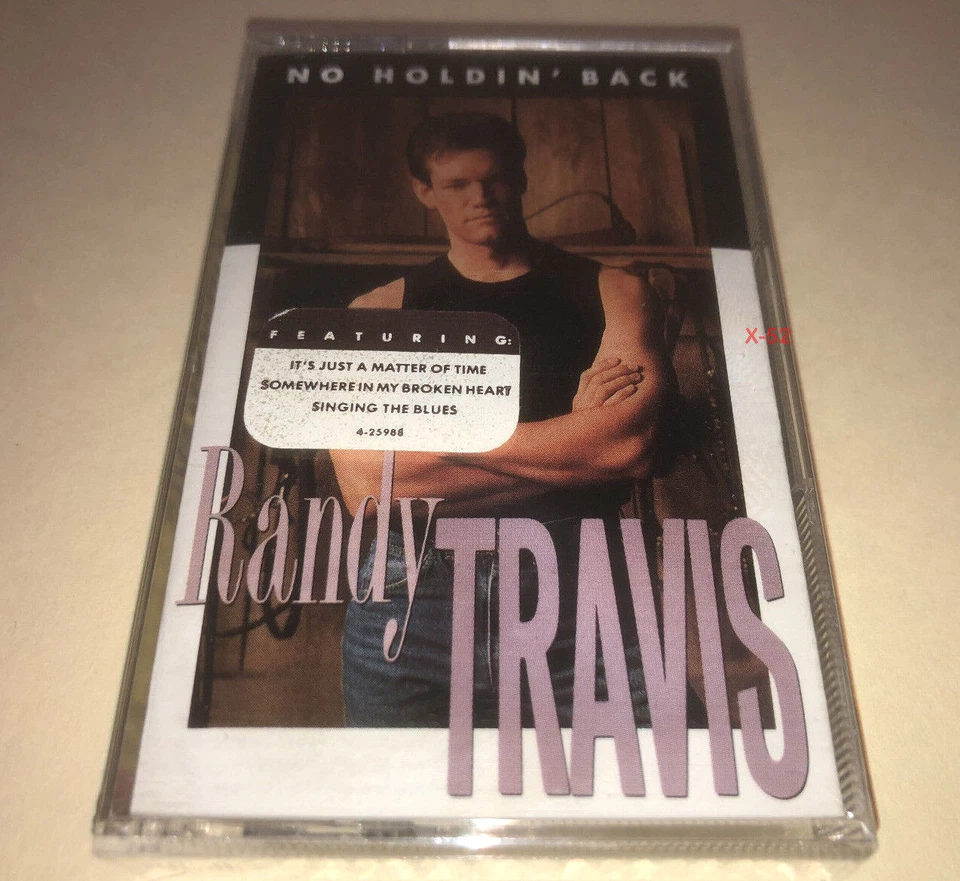 NO HOLDIN' BACK
FEATURING:
IT'S JUST A MATTER OF TIME
SOMEWHERE IN MY BROKEN HEART
SINGING THE BLUES
4-25988
X-52
Randy
TRAVIS